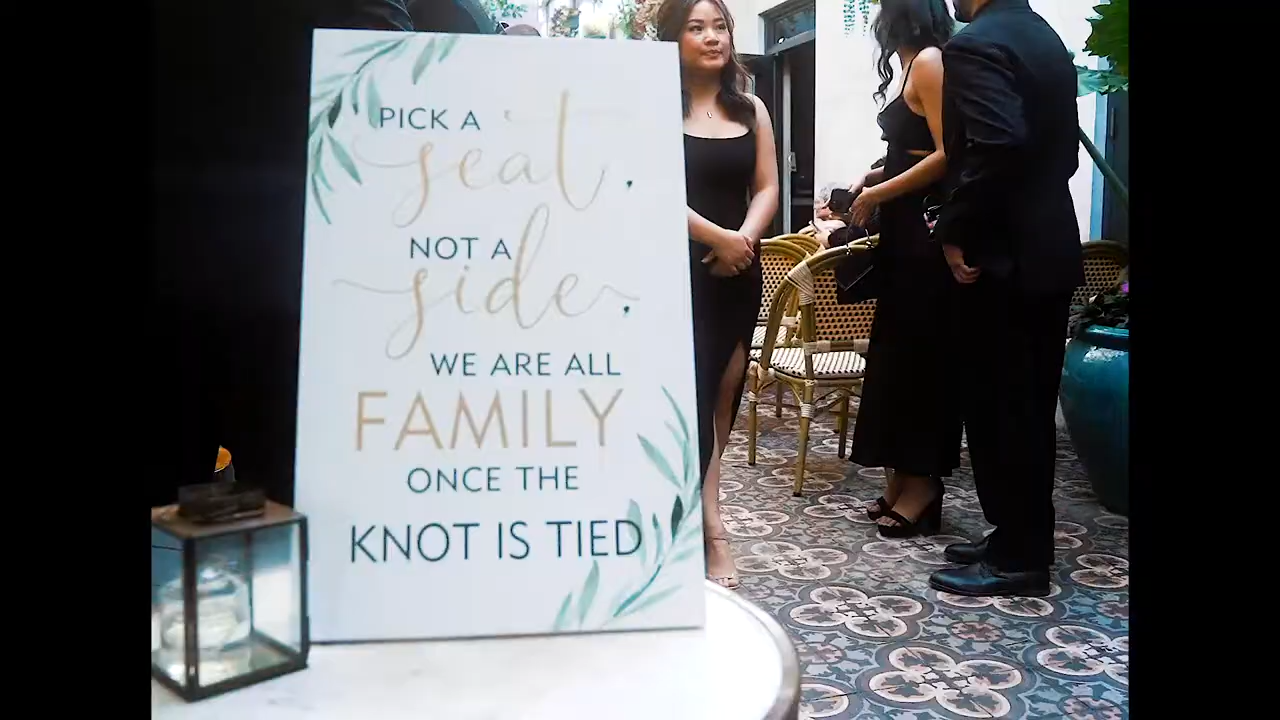 PICK A
seat,
NOT A
side,
WE ARE ALL
FAMILY
ONCE THE
KNOT IS TIED